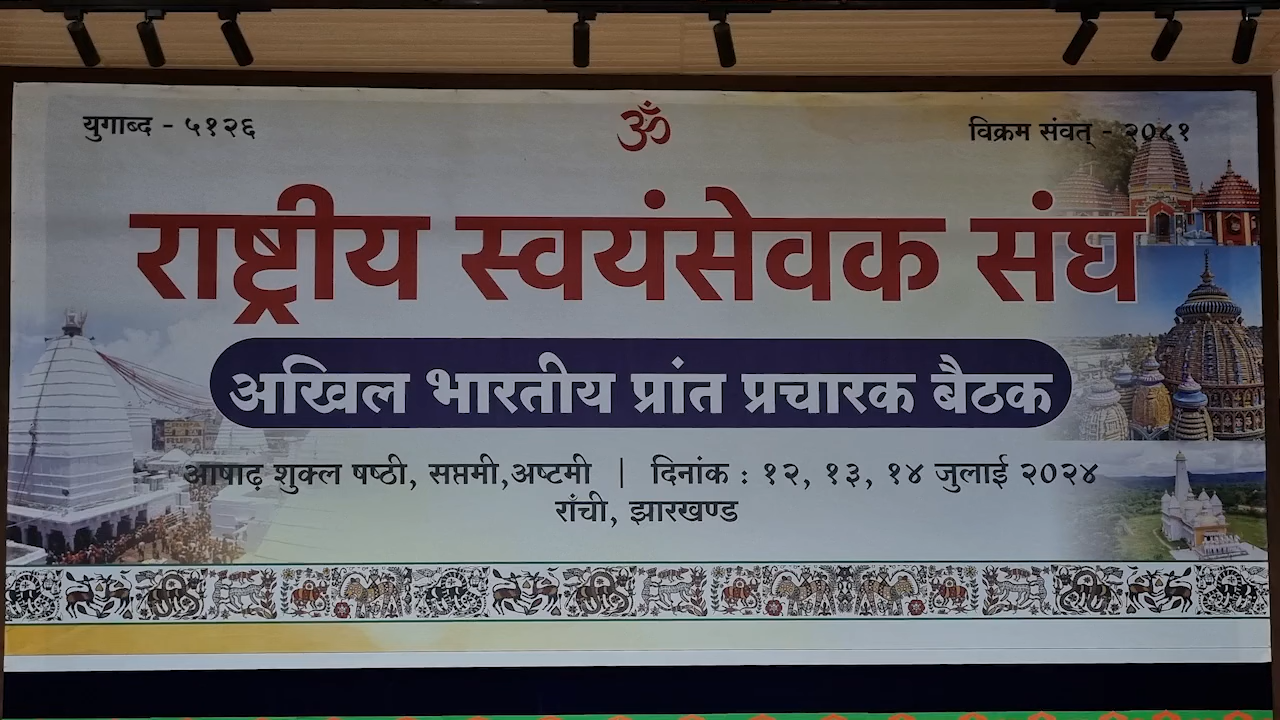 युगाब्द - ५१२६
ॐ
विक्रम संवत् - २०८१
राष्ट्रीय स्वयंसेवक संघ
अखिल भारतीय प्रांत प्रचारक बैठक
आषाढ़ शुक्ल षष्ठी, सप्तमी,अष्टमी | दिनांक : १२, १३, १४ जुलाई २०२४
राँची, झारखण्ड